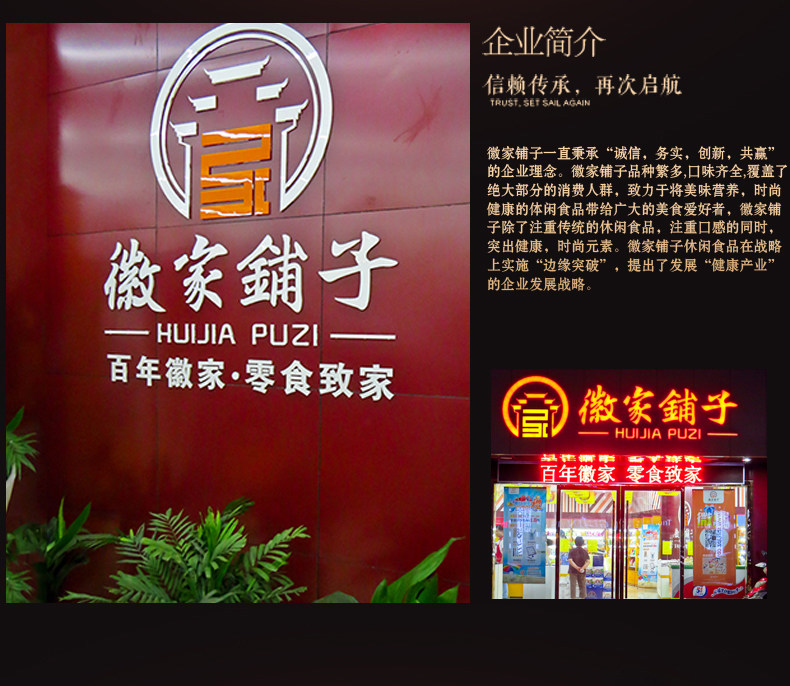 徽家鋪子
HUIJIA PUZI
百年徽家·零食致家
企业简介
信赖传承，再次启航
TRUST, SET SAIL AGAIN
徽家铺子一直秉承“诚信，务实，创新，共赢”
的企业理念。徽家铺子品种繁多,口味齐全,覆盖了
绝大部分的消费人群，致力于将美味营养，时尚
健康的体闲食品带给广大的美食爱好者，徽家铺
子除了注重传统的休闲食品，注重口感的同时，
突出健康，时尚元素。徽家铺子休闲食品在战略
上实施“边缘突破”，提出了发展“健康产业”
的企业发展战略。
徽家鋪子
HUIJIA PUZI
百年徽家 零食致家